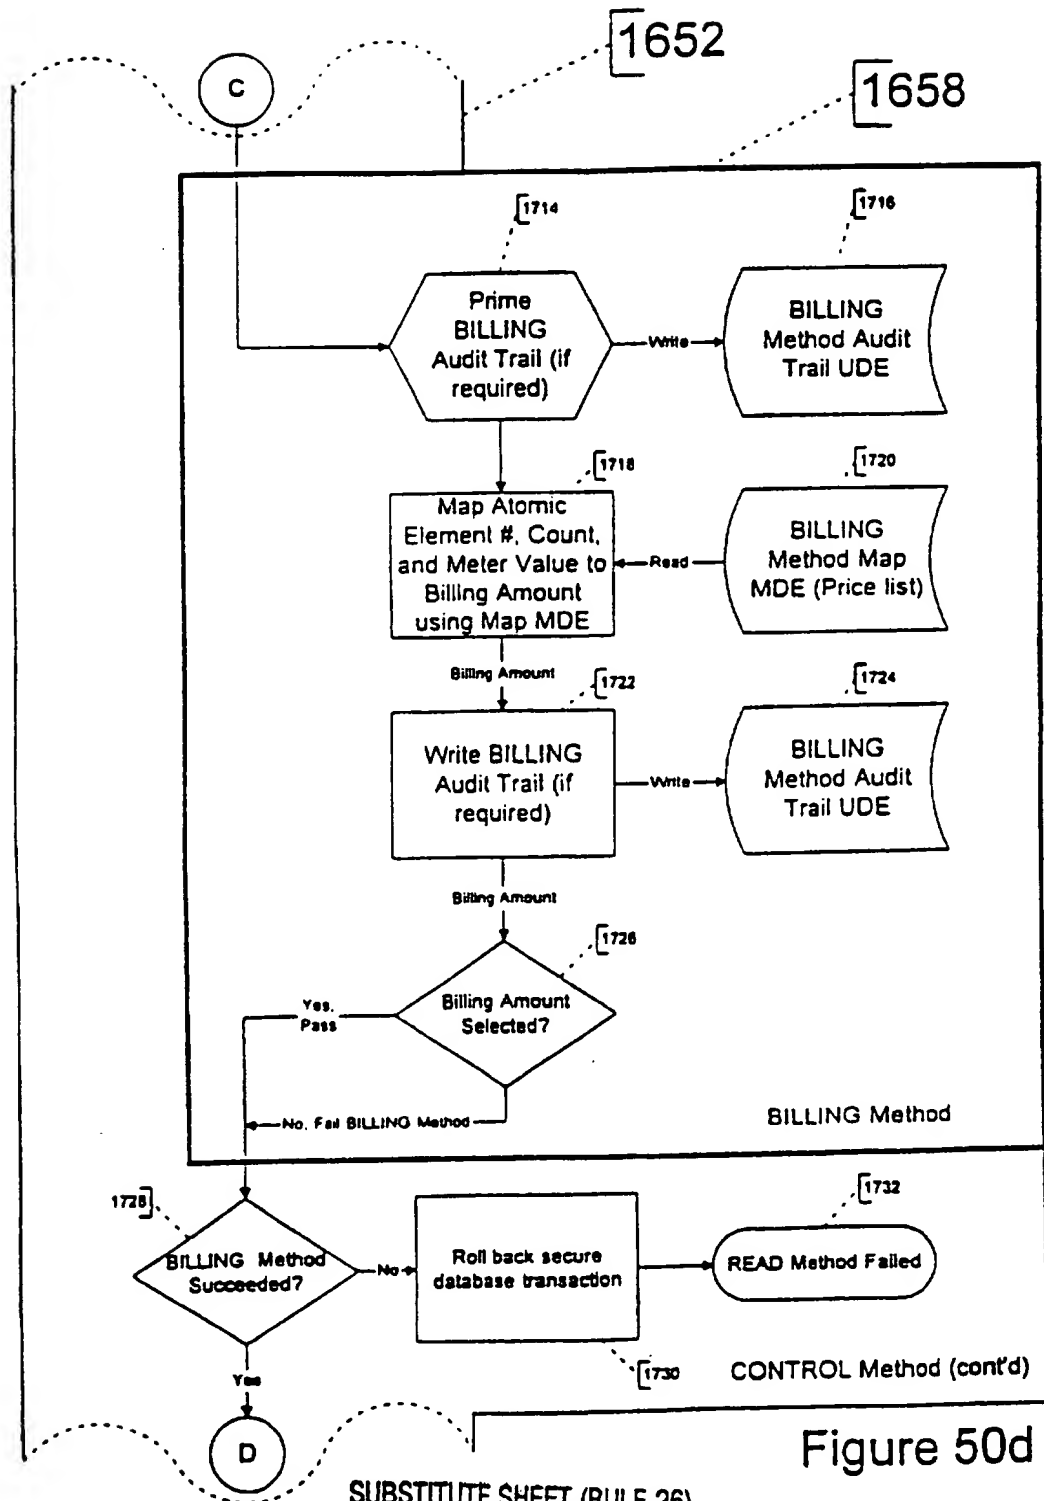 1652
C
1658
1714
1716
Prime
BILLING
Audit Trail (if
required)
Write
BILLING
Method Audit
Trail UDE
1718
1720
Map Atomic
Element #, Count,
and Meter Value to
Billing Amount
using Map MDE
Read
BILLING
Method Map
MDE (Price list)
Billing Amount
1722
1724
Write BILLING
Audit Trail (if
required)
Write
BILLING
Method Audit
Trail UDE
Billing Amount
1726
Billing Amount
Selected?
Yes,
Pass
No, Fail BILLING Method
BILLING Method
1728
1732
BILLING Method
Succeeded?
No
Roll back secure
database transaction
READ Method Failed
1730
CONTROL Method (cont'd)
Yes
D
Figure 50d
SUBSTITUTE SHEET (RULE 26)